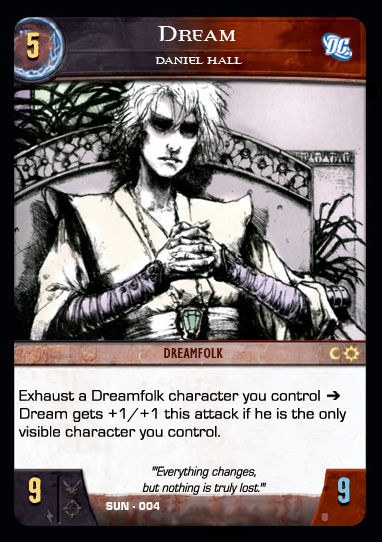 5
DREAM
DC
DANIEL HALL
DREAMFOLK
Exhaust a Dreamfolk character you control ➔
Dream gets +1/+1 this attack if he is the only
visible character you control.
"'Everything changes,
but nothing is truly lost.'"
9
9
SUN · 004